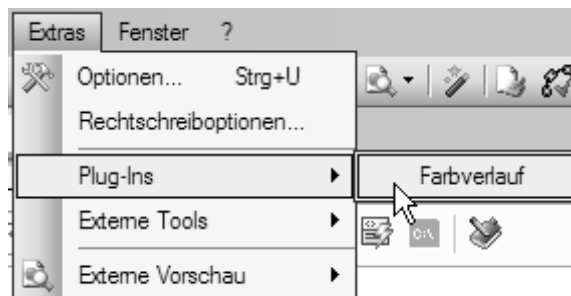 Extras Fenster ?
Optionen... Strg+U
Rechtschreiboptionen...
Plug-Ins Farbverlauf
Externe Tools
Externe Vorschau